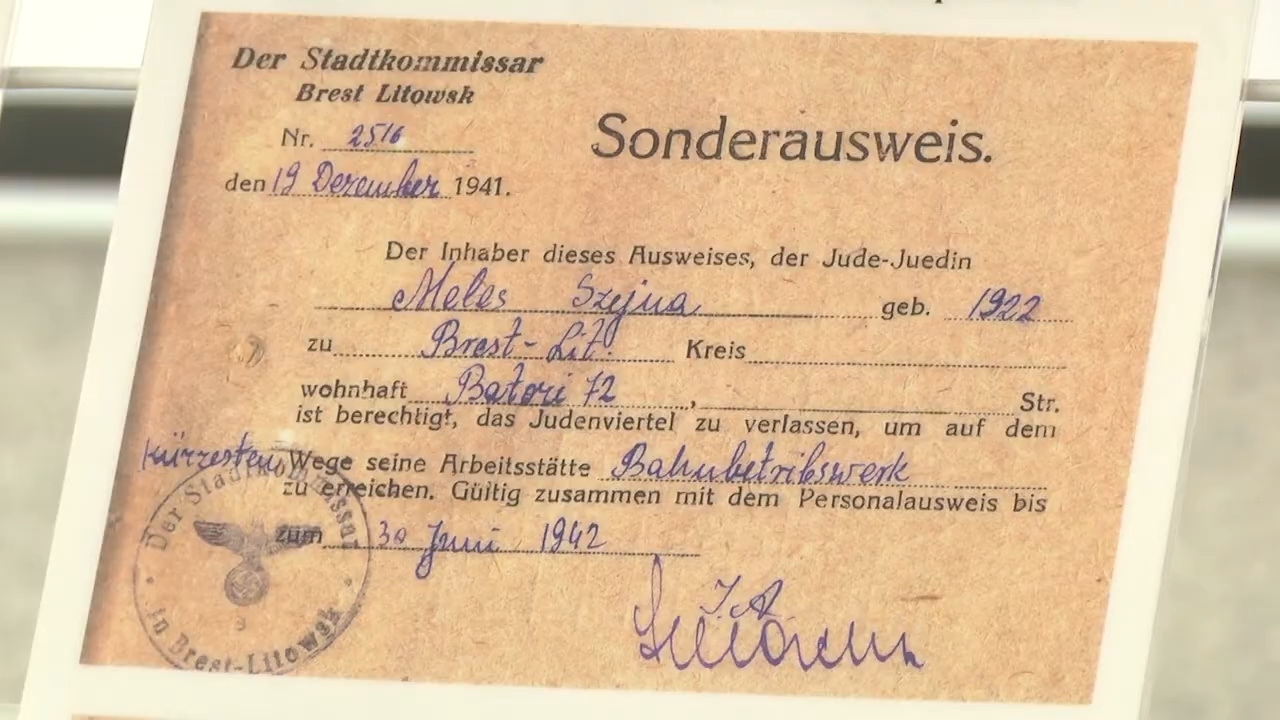 Der Stadtkommissar
Brest Litowsk
Nr. 2516
den 19 Dezember 1941.
Sonderausweis.
Der Inhaber dieses Ausweises, der Jude-Juedin
Meles Szejna geb. 1922
zu Brest-Lit. Kreis
wohnhaft Batori 72, Str.
ist berechtigt, das Judenviertel zu verlassen, um auf dem
kürzesten Wege seine Arbeitsstätte Bahnbetribswerk
zu erreichen. Gültig zusammen mit dem Personalausweis bis
zum 30 Juni 1942
I A
Der Stadtkommissar
in Brest-Litowsk